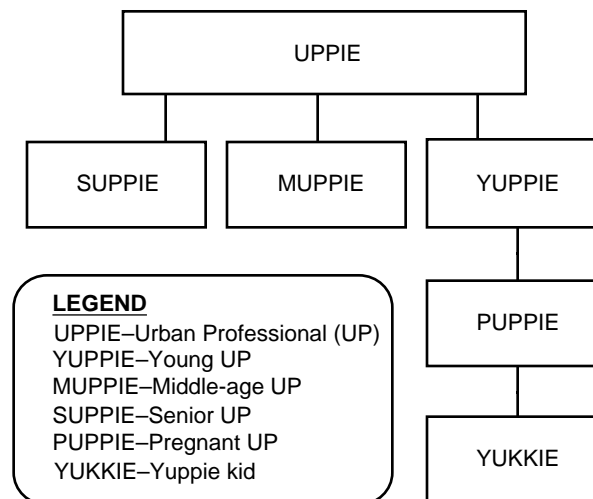 UPPIE
SUPPIE
MUPPIE
YUPPIE
PUPPIE
YUKKIE
LEGEND
UPPIE–Urban Professional (UP)
YUPPIE–Young UP
MUPPIE–Middle-age UP
SUPPIE–Senior UP
PUPPIE–Pregnant UP
YUKKIE–Yuppie kid